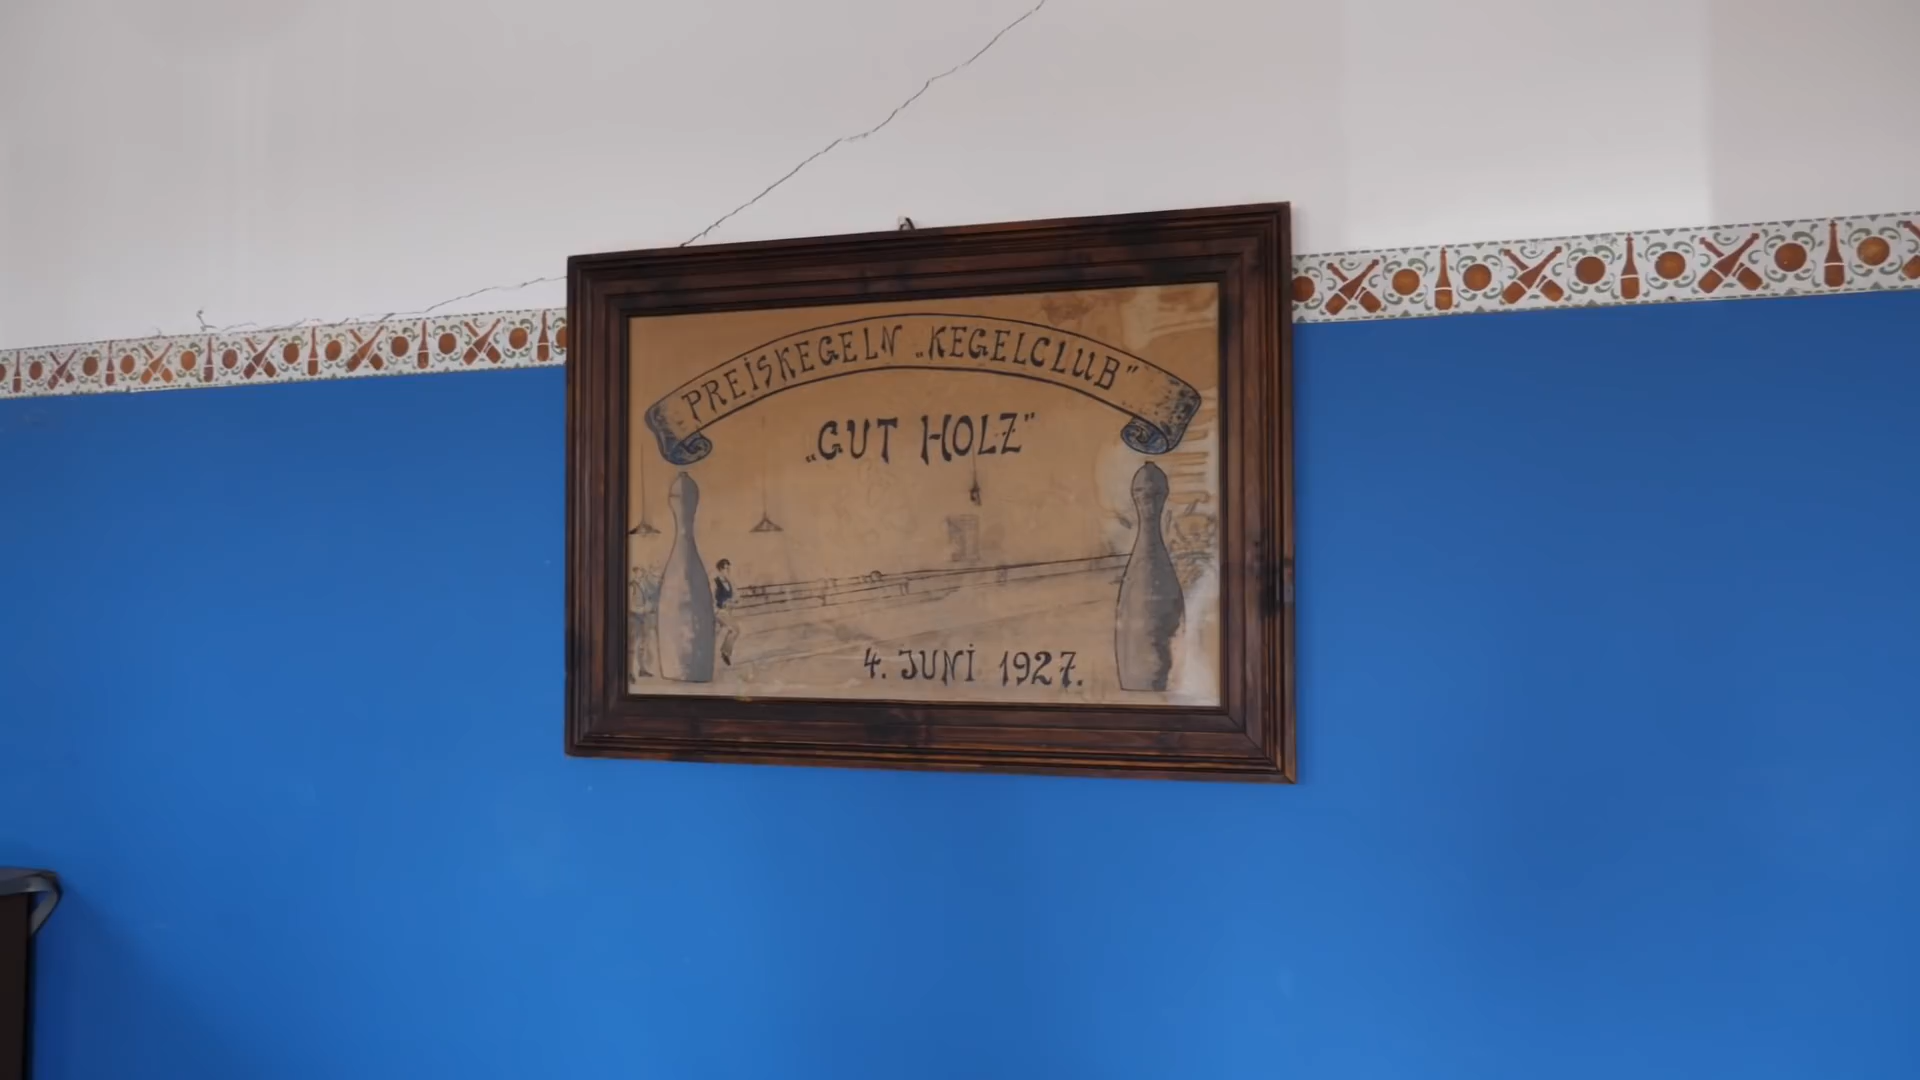 PREISKEGELN „KEGELCLUB”
„GUT HOLZ”
4. JUNI 1927.